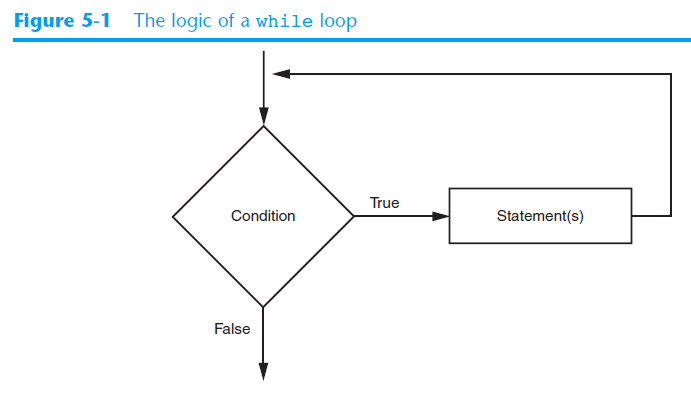 Figure 5-1 The logic of a while loop
True
Condition
Statement(s)
False